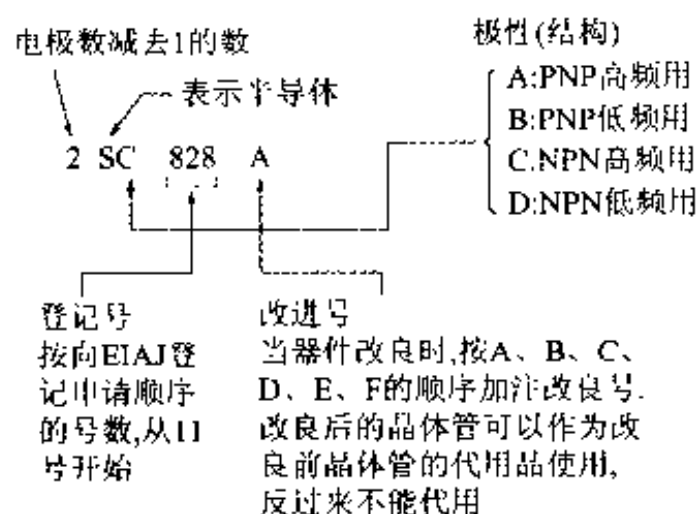 电极数减去1的数
表示半导体
2 SC 828 A
极性(结构)
A:PNP高频用
B:PNP低频用
C.NPN高频用
D:NPN低频用
登记号
按向EIAJ登
记申请顺序
的号数,从11
号开始
改进号
当器件改良时,按A、B、C、
D、E、F的顺序加注改良号.
改良后的晶体管可以作为改
良前晶体管的代用品使用,
反过来不能代用